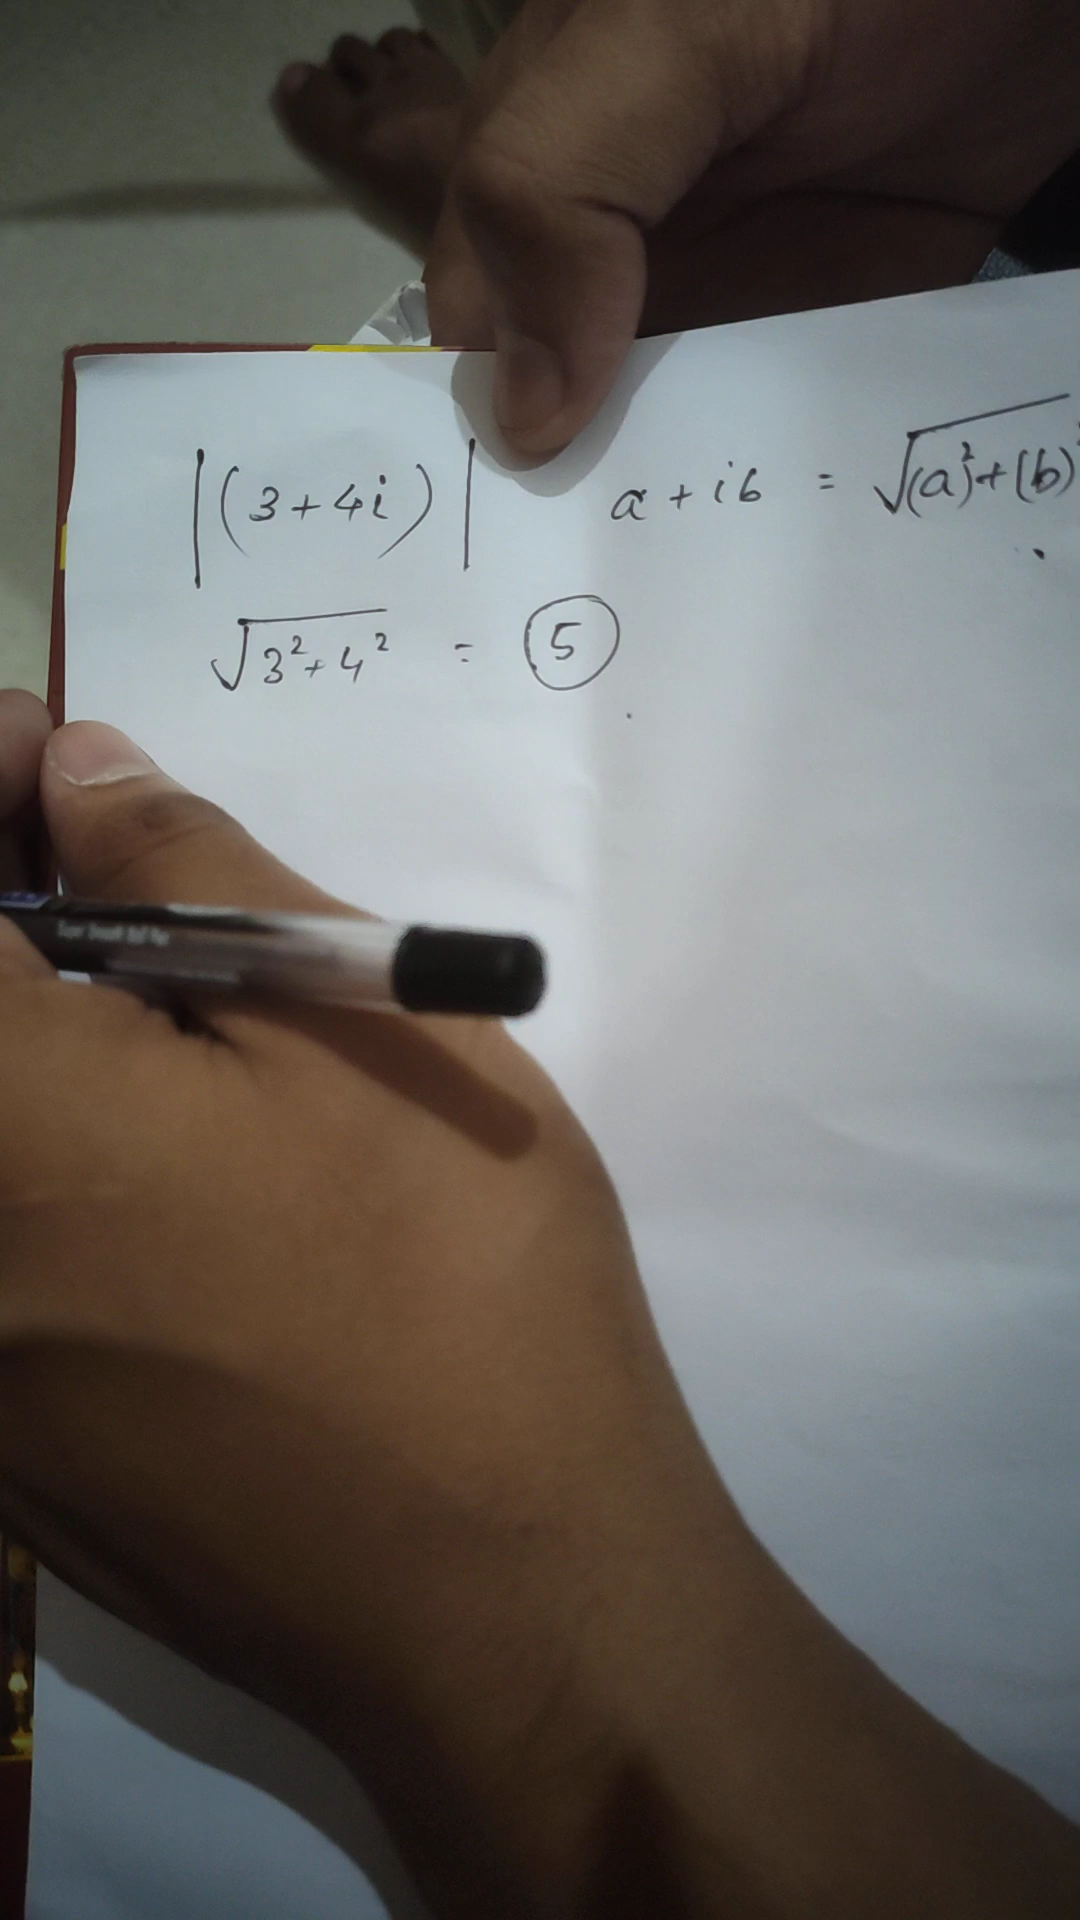 |(3+4i)| a + ib = √(a)²+(b)²
√3²+4² = 5